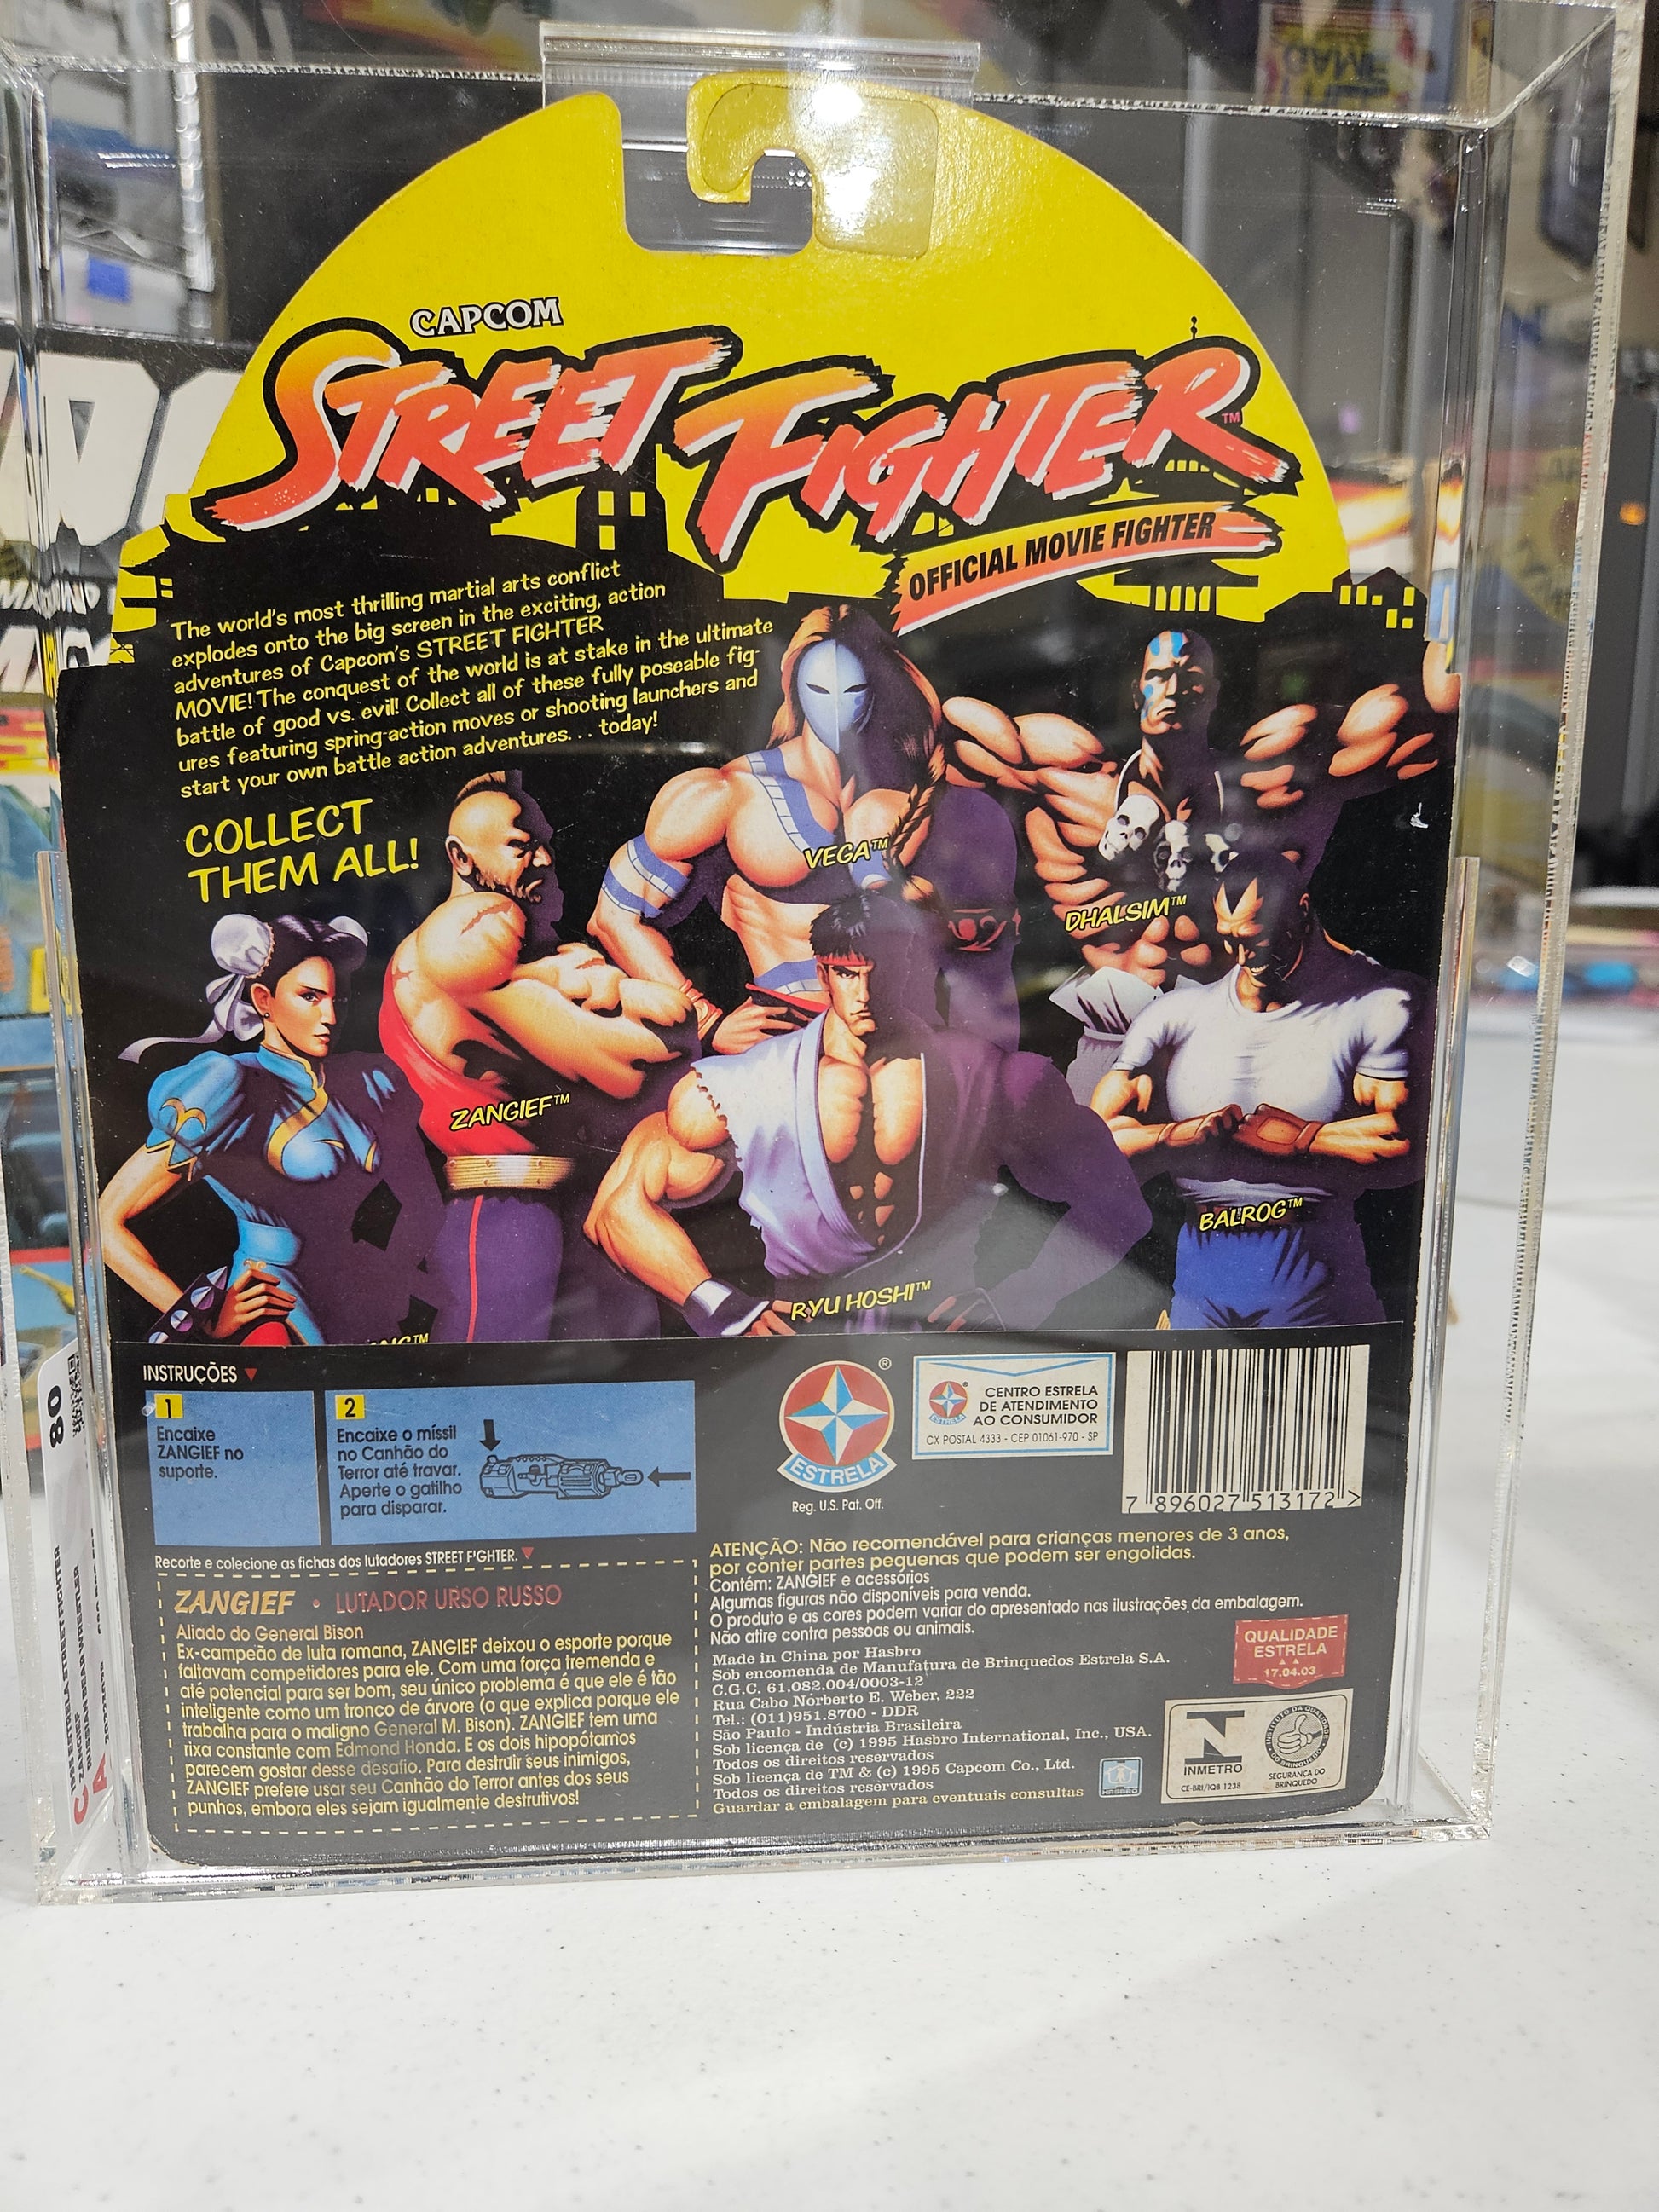 CAPCOM
STREET FIGHTER™
OFFICIAL MOVIE FIGHTER
The world's most thrilling martial arts conflict
explodes onto the big screen in the exciting, action
adventures of Capcom's STREET FIGHTER
MOVIE! The conquest of the world is at stake in the ultimate
battle of good vs. evil! Collect all of these fully poseable fig-
ures featuring spring-action moves or shooting launchers and
start your own battle action adventures. . . today!
COLLECT
THEM ALL!
VEGA™
DHALSIM™
ZANGIEF™
BALROG™
RYU HOSHI™
INSTRUÇÕES
1
Encaixe
ZANGIEF no
suporte.
2
Encaixe o míssil
no Canhão do
Terror até travar.
Aperte o gatilho
para disparar.
®
ESTRELA
Reg. U.S. Pat. Off.
ESTRELA
CENTRO ESTRELA
DE ATENDIMENTO
AO CONSUMIDOR
CX POSTAL 4333 - CEP 01061-970 - SP
7 896027 513172 >
Recorte e colecione as fichas dos lutadores STREET FIGHTER.
ZANGIEF • LUTADOR URSO RUSSO
Aliado do General Bison
Ex-campeão de luta romana, ZANGIEF deixou o esporte porque
faltavam competidores para ele. Com uma força tremenda e
até potencial para ser bom, seu único problema é que ele é tão
inteligente como um tronco de árvore (o que explica porque ele
trabalha para o maligno General M. Bison). ZANGIEF tem uma
rixa constante com Edmond Honda. E os dois hipopótamos
parecem gostar desse desafio. Para destruir seus inimigos,
ZANGIEF prefere usar seu Canhão do Terror antes dos seus
punhos, embora eles sejam igualmente destrutivos!
ATENÇÃO: Não recomendável para crianças menores de 3 anos,
por conter partes pequenas que podem ser engolidas.
Contém: ZANGIEF e acessórios
Algumas figuras não disponíveis para venda.
O produto e as cores podem variar do apresentado nas ilustrações da embalagem.
Não atire contra pessoas ou animais.
Made in China por Hasbro
Sob encomenda de Manufatura de Brinquedos Estrela S.A.
C.G.C. 61.082.004/0003-12
Rua Cabo Norberto E. Weber, 222
Tel.: (011)951.8700 - DDR
São Paulo - Indústria Brasileira
Sob licença de (c) 1995 Hasbro International, Inc., USA.
Todos os direitos reservados
Sob licença de TM & (c) 1995 Capcom Co., Ltd.
Todos os direitos reservados
Guardar a embalagem para eventuais consultas
HASBRO
QUALIDADE
ESTRELA
17.04.03
INMETRO
CE-BRI/IQB 1238
INSTITUTO DA QUALIDADE DO BRINQUEDO
SEGURANÇA DO
BRINQUEDO
80
GAME